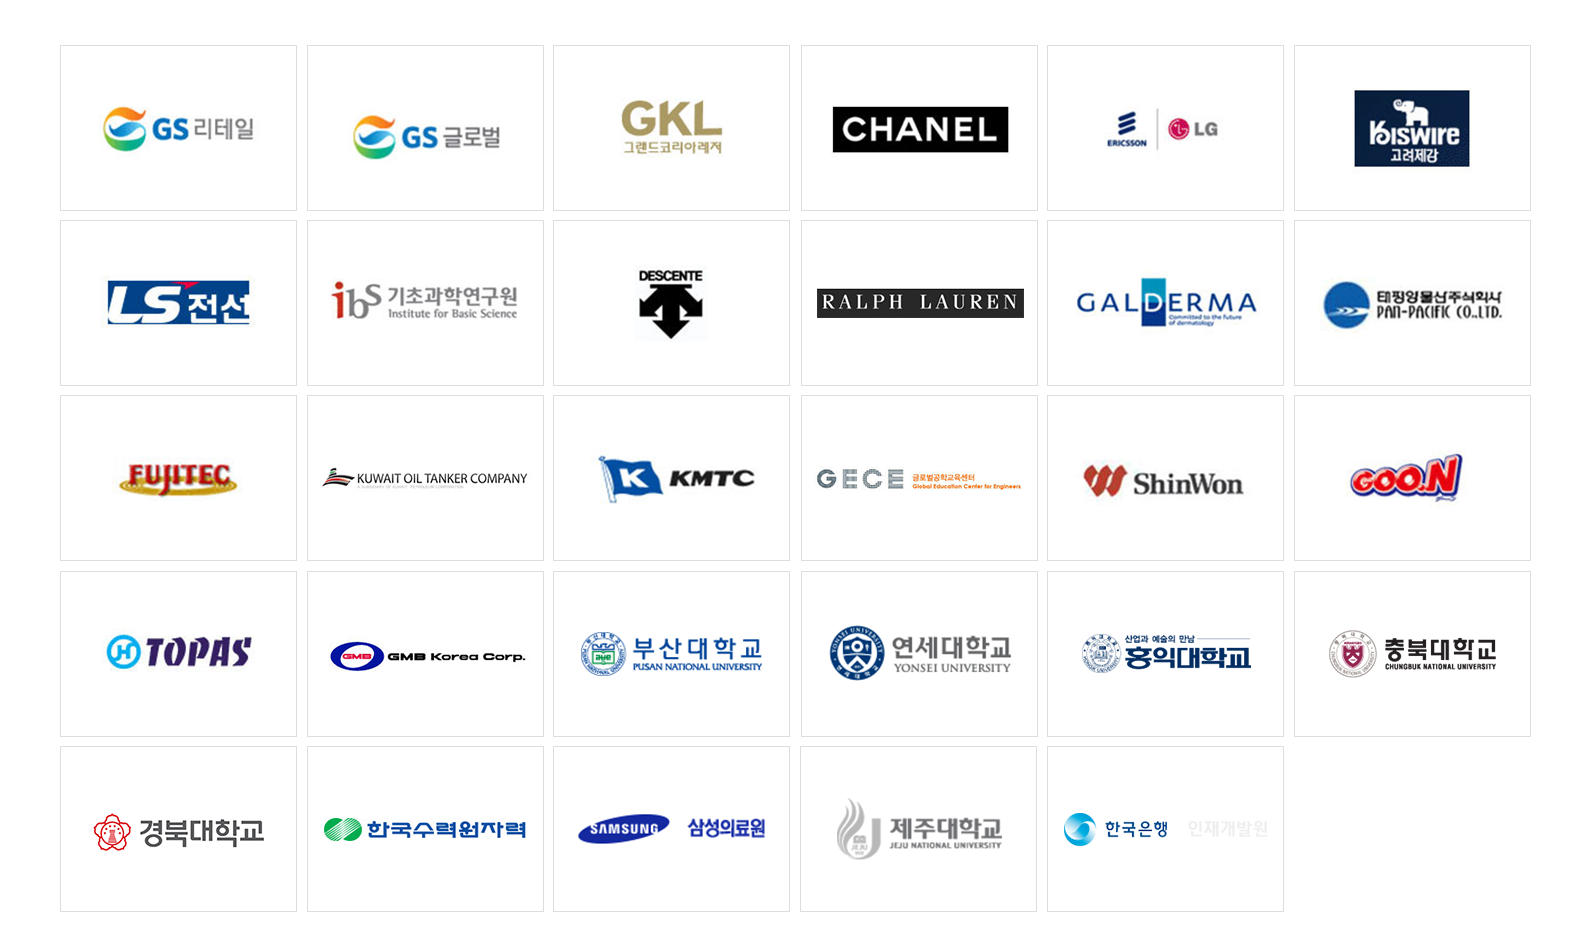 GS 리테일
GS 글로벌
GKL
그랜드코리아레저
CHANEL
ERICSSON
LG
KISWIRE
고려제강
LS전선
ibS 기초과학연구원
Institute for Basic Science
DESCENTE
RALPH LAUREN
GALDERMA
Committed to the future
of dermatology
태평양물산주식회사
PAN-PACIFIC CO.,LTD.
FUJITEC
KUWAIT OIL TANKER COMPANY
K KMTC
GECE 글로벌공학교육센터
Global Education Center for Engineers
ShinWon
GOO.N
H TOPAS
GMB GMB Korea Corp.
부산대학교
PUSAN NATIONAL UNIVERSITY
연세대학교
YONSEI UNIVERSITY
산업과 예술의 만남
홍익대학교
충북대학교
CHUNGBUK NATIONAL UNIVERSITY
경북대학교
한국수력원자력
SAMSUNG 삼성의료원
제주대학교
JEJU NATIONAL UNIVERSITY
JEJU
한국은행 인재개발원